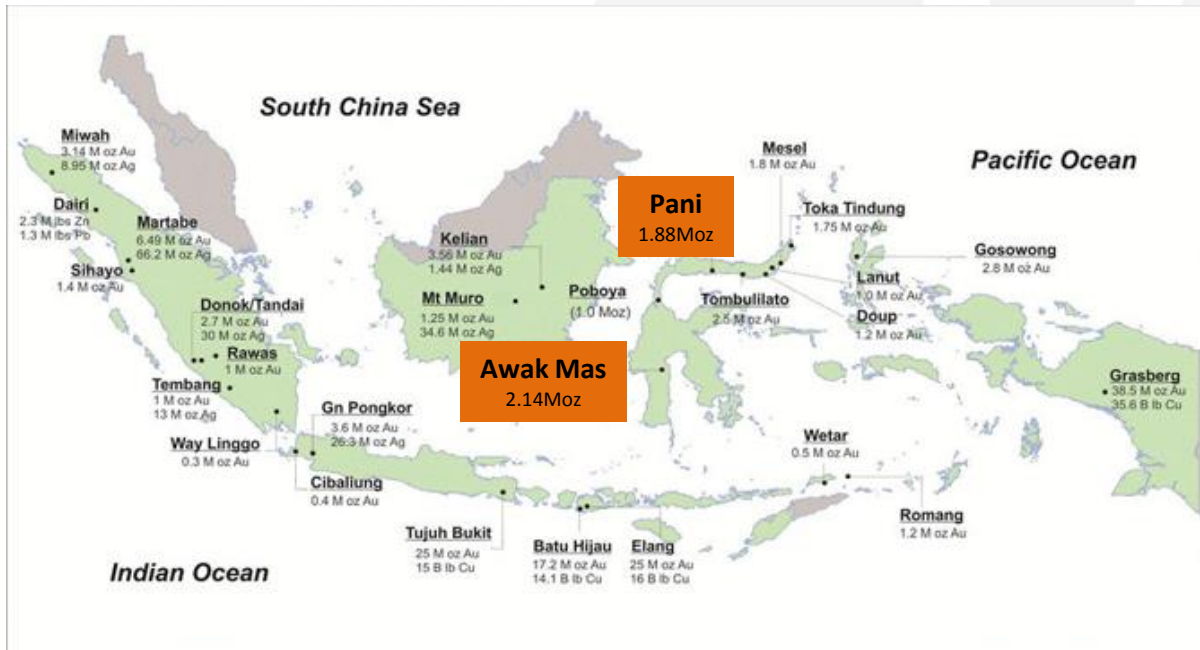 South China Sea
Pacific Ocean
Indian Ocean
Miwah
3.14 M oz Au
8.95 M oz Ag
Dairi
2.3 M lbs Zn
1.3 M lbs Pb
Martabe
6.49 M oz Au
66.2 M oz Ag
Sihayo
1.4 M oz Au
Donok/Tandai
2.7 M oz Au
30 M oz Ag
Rawas
1 M oz Au
Tembang
1 M oz Au
13 M oz Ag
Way Linggo
0.3 M oz Au
Gn Pongkor
3.6 M oz Au
26.3 M oz Ag
Cibaliung
0.4 M oz Au
Kelian
3.56 M oz Au
1.44 M oz Ag
Mt Muro
1.25 M oz Au
34.6 M oz Ag
Poboya
(1.0 Moz)
Pani
1.88Moz
Awak Mas
2.14Moz
Mesel
1.8 M oz Au
Toka Tindung
1.75 M oz Au
Tombulilato
2.5 M oz Au
Lanut
1.0 M oz Au
Doup
1.2 M oz Au
Gosowong
2.8 M oz Au
Grasberg
38.5 M oz Au
35.6 B lb Cu
Wetar
0.5 M oz Au
Romang
1.2 M oz Au
Tujuh Bukit
25 M oz Au
15 B lb Cu
Batu Hijau
17.2 M oz Au
14.1 B lb Cu
Elang
25 M oz Au
16 B lb Cu